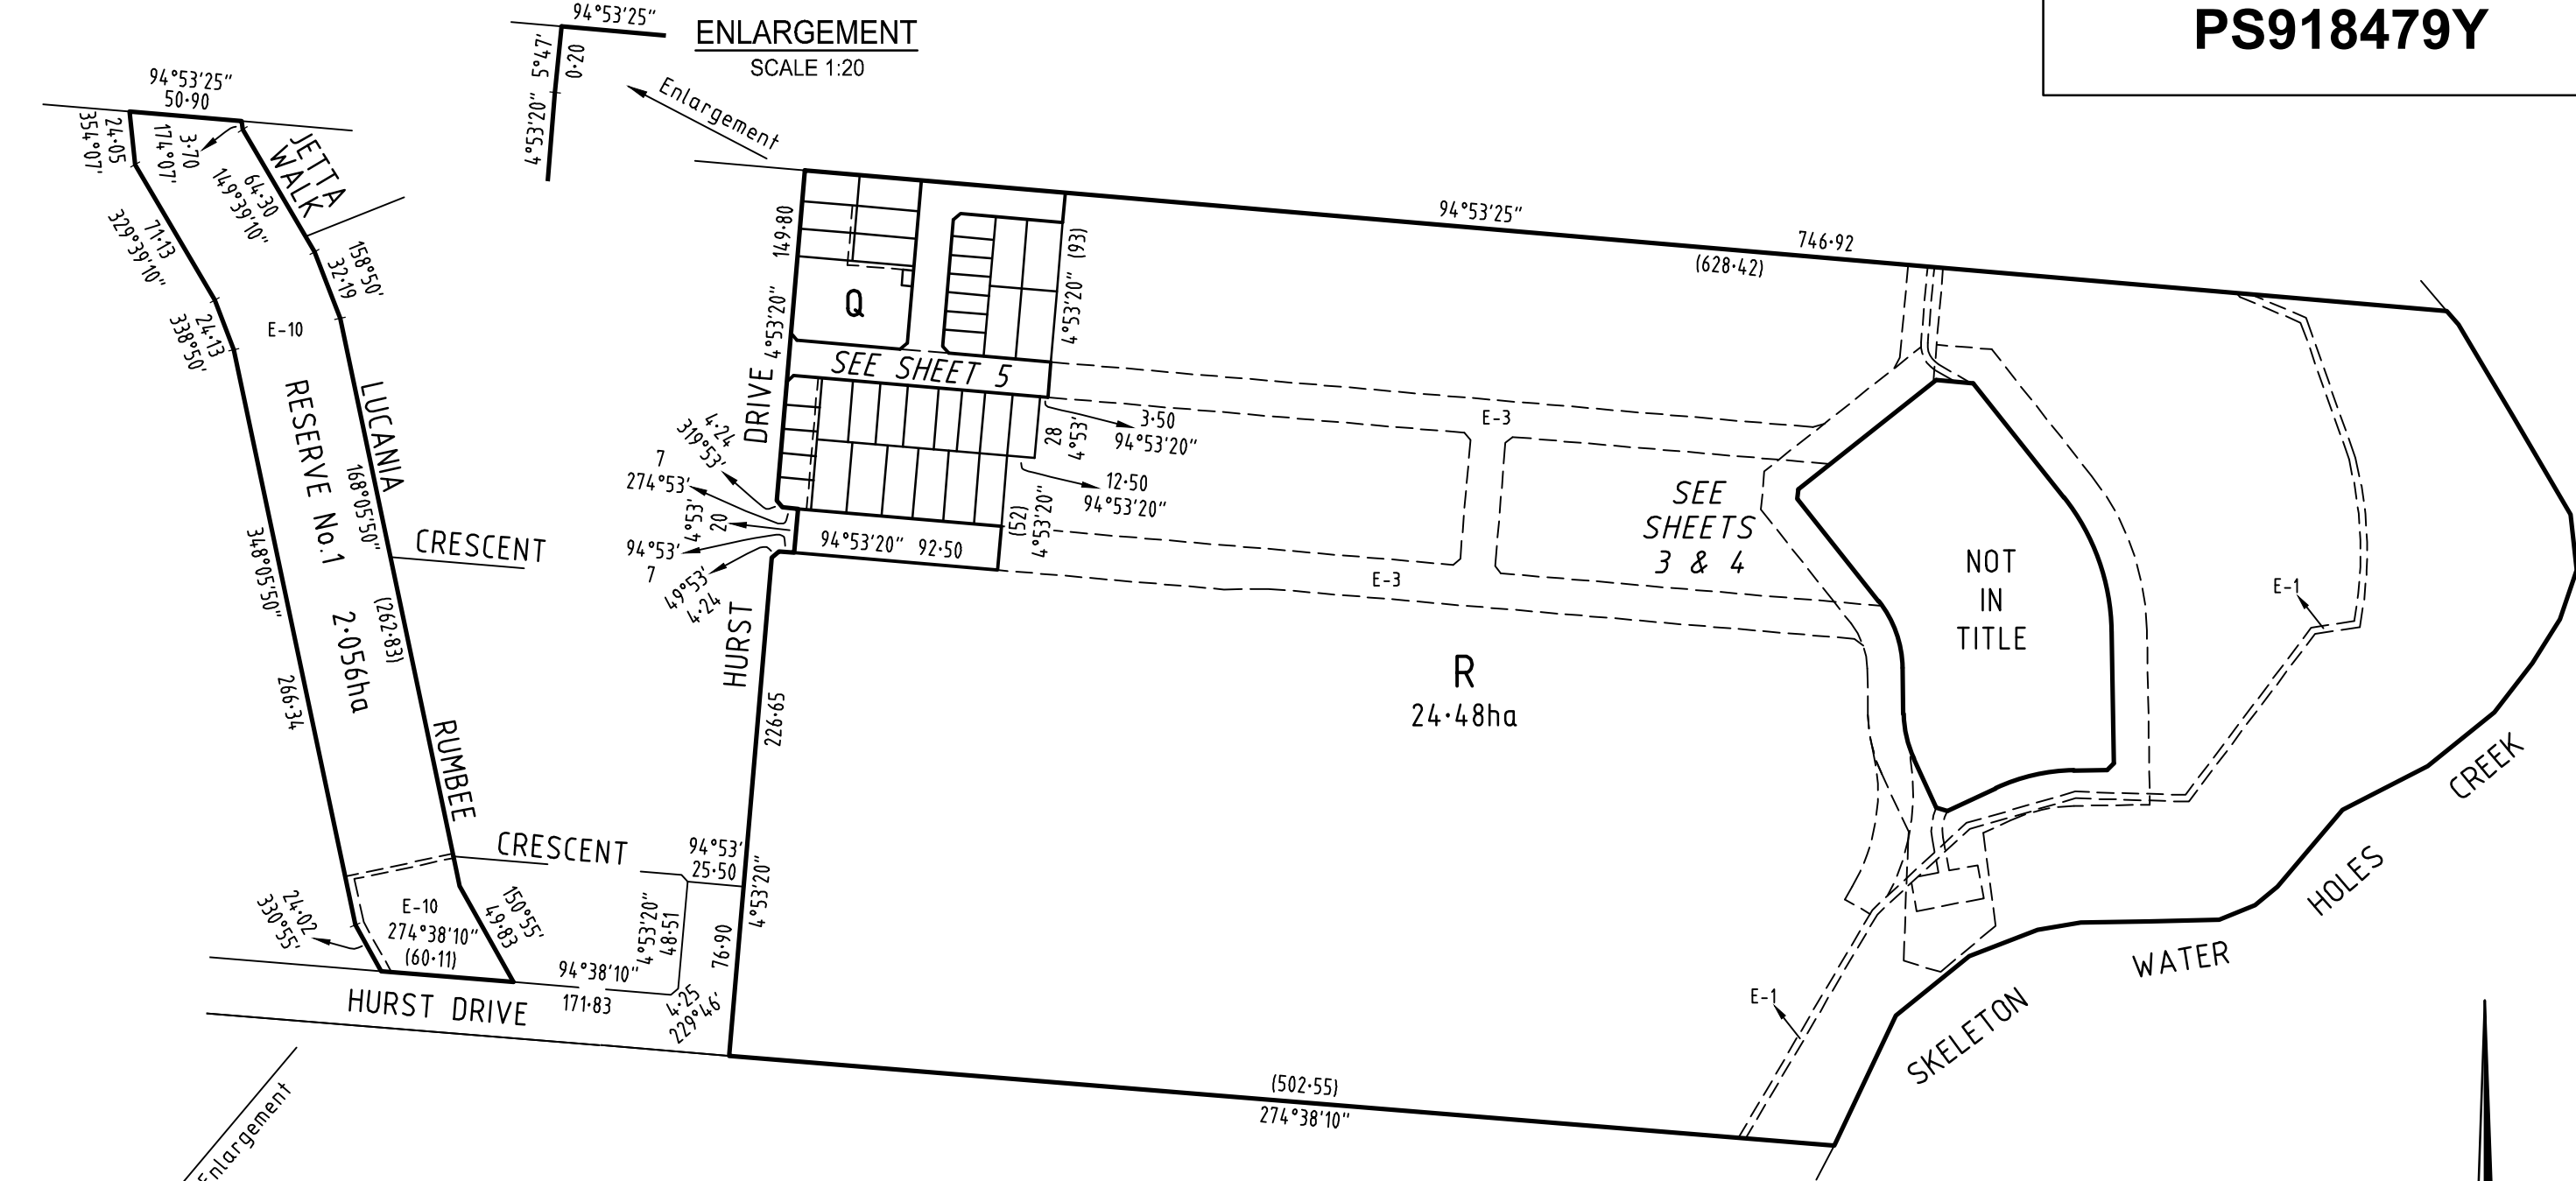 PS918479Y
94°53'25"
5°47'
0·20
4°53'20"
ENLARGEMENT
SCALE 1:20
Enlargement
94°53'25"
50·90
24·05
354°07'
3·70
174°07'
JETTA
WALK
64·30
149°39'10"
71·13
329°39'10"
158°50'
32·19
24·13
338°50'
E-10
RESERVE No.1
2·056ha
LUCANIA
168°05'50"
(262·83)
CRESCENT
348°05'50"
266·34
RUMBEE
CRESCENT
E-10
274°38'10"
(60·11)
150°55'
49·83
24·02
330°55'
HURST DRIVE
94°38'10"
171·83
4°53'20"
48·51
4·25
229°46'
94°53'
25·50
76·90
4°53'20"
226·65
HURST
DRIVE
149·80
4°53'20"
Q
SEE SHEET 5
4°53'20" (93)
94°53'25"
746·92
(628·42)
4·24
319°53'
7
274°53'
4°53'
20
94°53'
7
49°53'
4·24
94°53'20" 92·50
(52)
4°53'20"
28
4°53'
3·50
94°53'20"
12·50
94°53'20"
E-3
E-3
SEE
SHEETS
3 & 4
NOT
IN
TITLE
R
24·48ha
E-1
E-1
(502·55)
274°38'10"
SKELETON
WATER
HOLES
CREEK
Enlargement